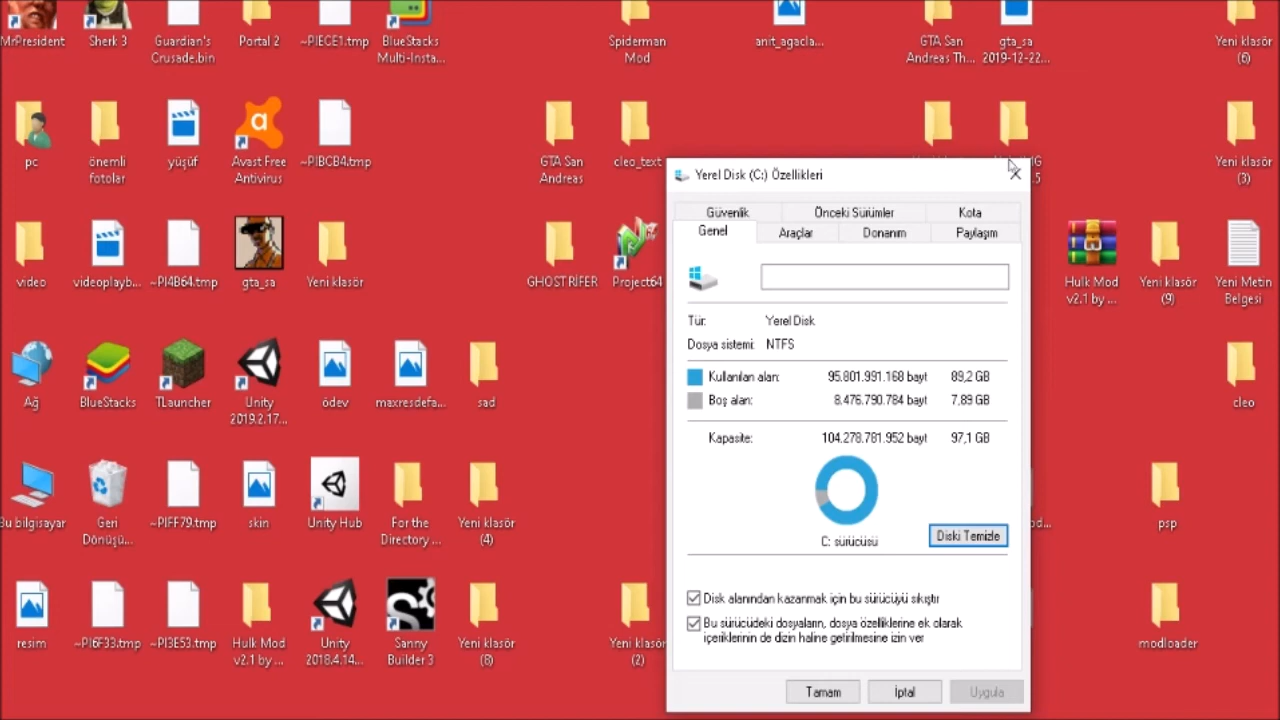 MrPresident
Sherk 3
Guardian's
Crusade.bin
Portal 2
~PIECE1.tmp
BlueStacks
Multi-Insta...
Spiderman
Mod
anit_agacla...
GTA San
Andreas Th...
gta_sa
2019-12-22...
Yeni klasör
(6)
pc
önemli
fotolar
yüşüf
Avast Free
Antivirus
~PIBCB4.tmp
GTA San
Andreas
cleo_text
Yeni klasör
(3)
video
videoplayb...
~PI4B64.tmp
gta_sa
Yeni klasör
GHOST RİFER
Project64
Hulk Mod
v2.1 by ...
Yeni klasör
(9)
Yeni Metin
Belgesi
Ağ
BlueStacks
TLauncher
Unity
2019.2.17...
ödev
maxresdefa...
sad
cleo
Bu bilgisayar
Geri
Dönüşü...
~PIFF79.tmp
skin
Unity Hub
For the
Directory ...
Yeni klasör
(4)
psp
resim
~PI6F33.tmp
~PI3E53.tmp
Hulk Mod
v2.1 by ...
Unity
2018.4.14...
Sanny
Builder 3
Yeni klasör
(8)
Yeni klasör
(2)
modloader
Yerel Disk (C:) Özellikleri
Güvenlik Önceki Sürümler Kota
Genel Araçlar Donanım Paylaşım
Tür: Yerel Disk
Dosya sistemi: NTFS
Kullanılan alan: 95.801.991.168 bayt 89,2 GB
Boş alan: 8.476.790.784 bayt 7,89 GB
Kapasite: 104.278.781.952 bayt 97,1 GB
C: sürücüsü
Diski Temizle
Disk alanından kazanmak için bu sürücüyü sıkıştır
Bu sürücüdeki dosyaların, dosya özelliklerine ek olarak
içeriklerinin de dizin haline getirilmesine izin ver
Tamam İptal Uygula